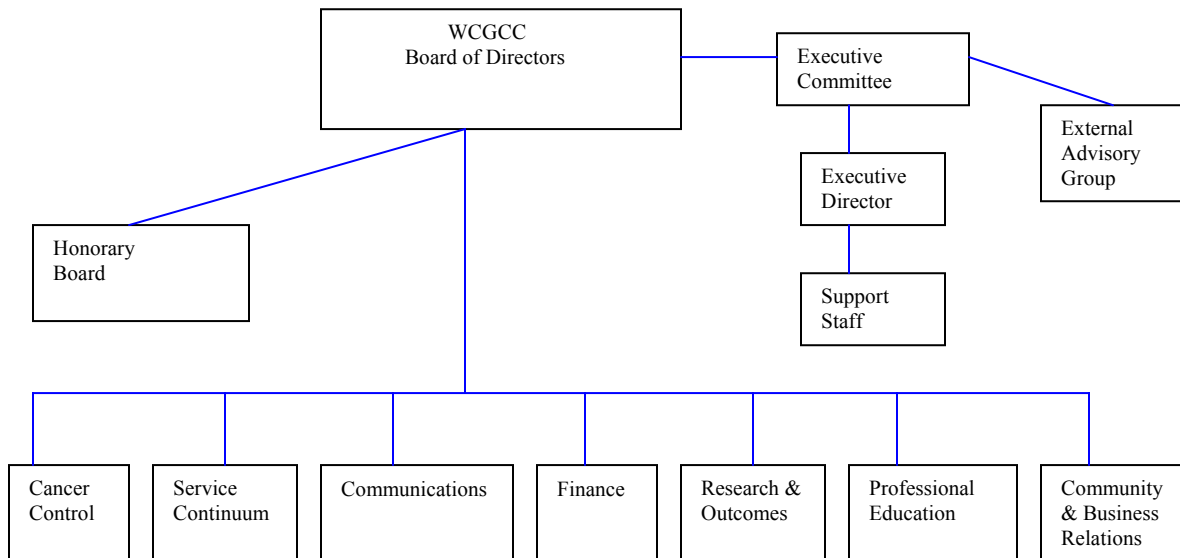 WCGCC
Board of Directors
Executive
Committee
External
Advisory
Group
Executive
Director
Honorary
Board
Support
Staff
Cancer
Control
Service
Continuum
Communications
Finance
Research &
Outcomes
Professional
Education
Community
& Business
Relations